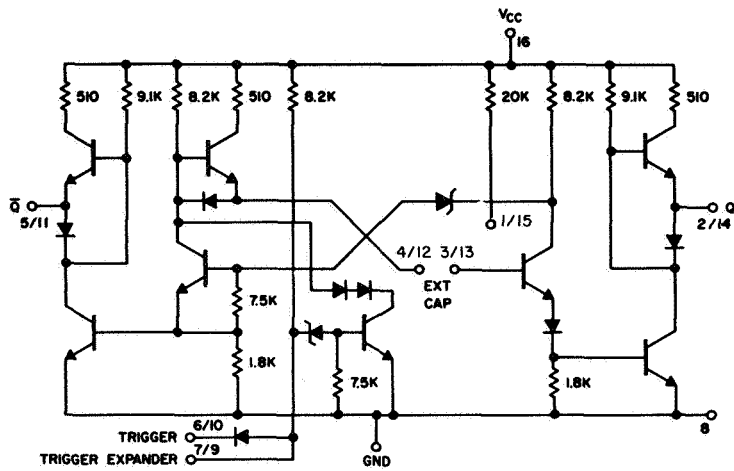 VCC
16
510
9.1K
8.2K
510
8.2K
20K
8.2K
9.1K
510
Q̅
5/11
1/15
Q
2/14
4/12 3/13
EXT
CAP
7.5K
1.8K
7.5K
1.8K
6/10
TRIGGER
7/9
TRIGGER EXPANDER
GND
8